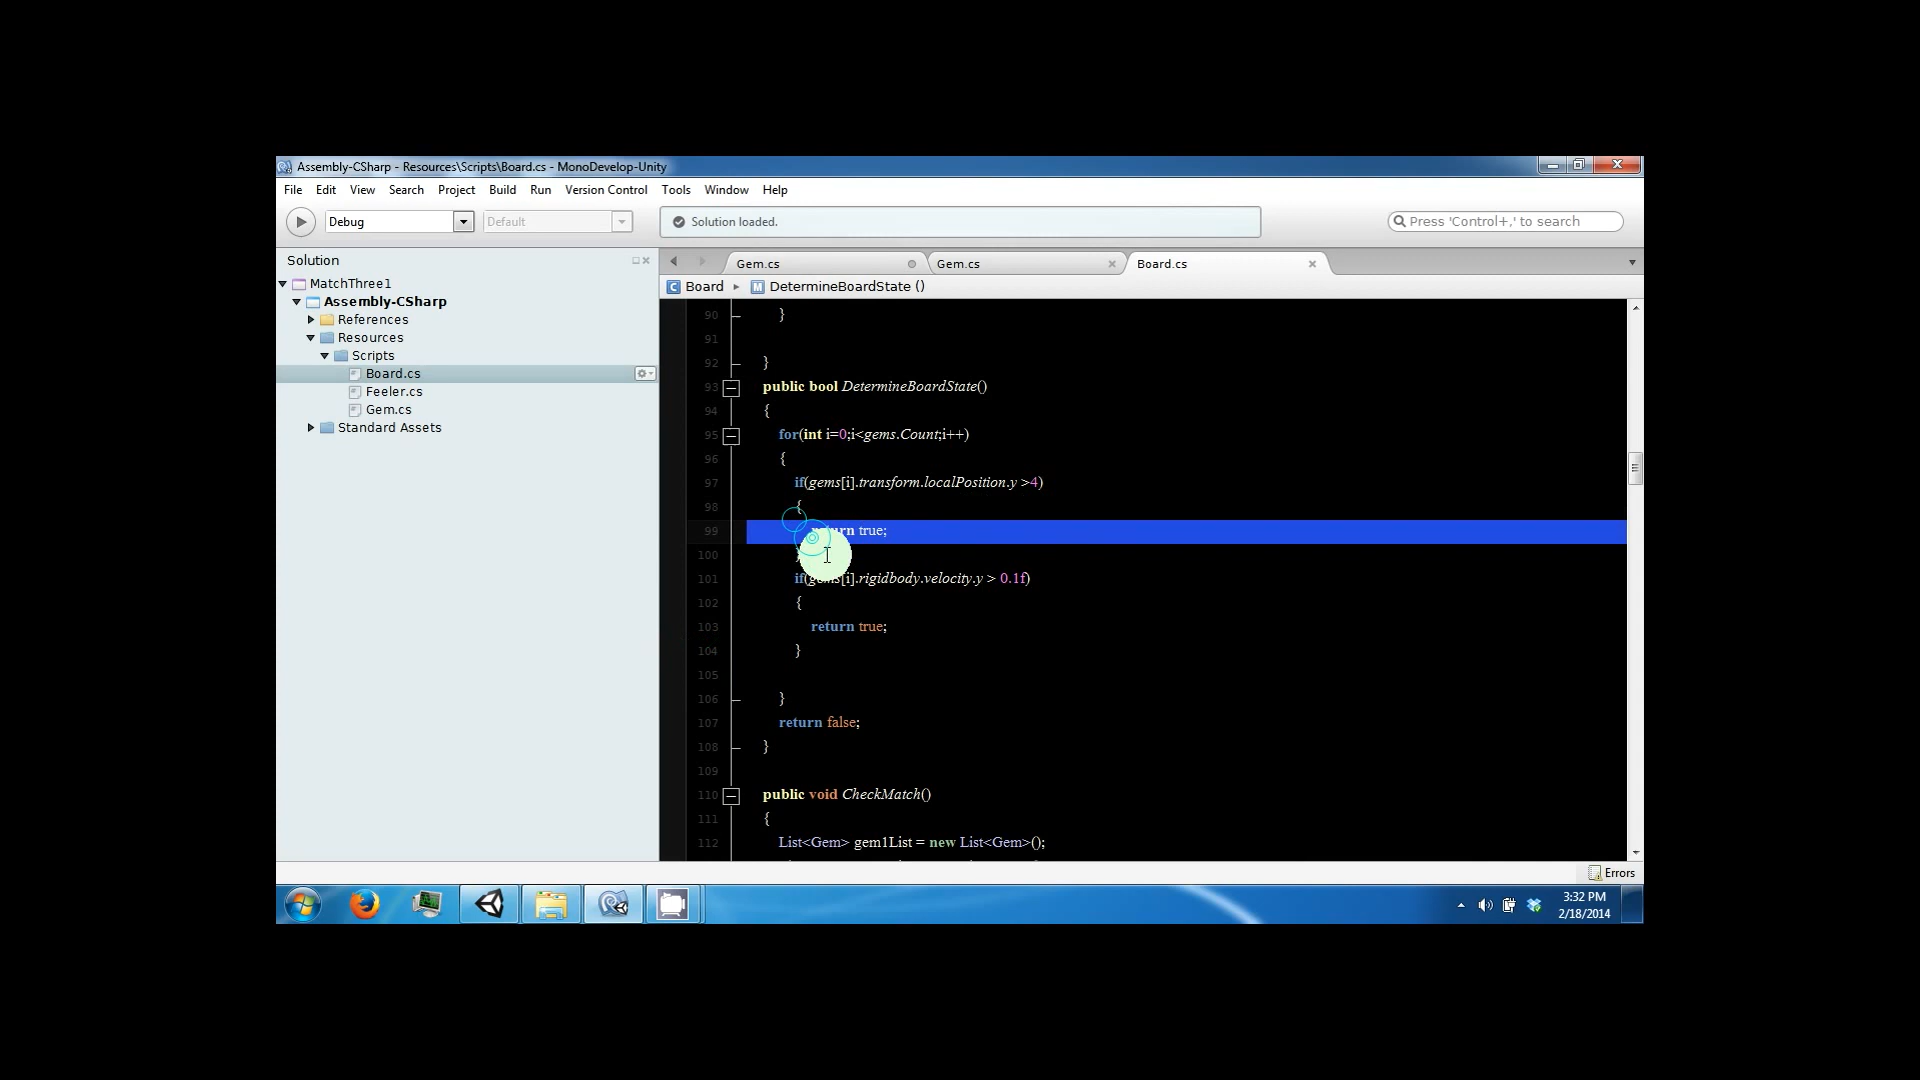 Assembly-CSharp - Resources\Scripts\Board.cs - MonoDevelop-Unity
File Edit View Search Project Build Run Version Control Tools Window Help
Debug Default Solution loaded. Press 'Control+,' to search
Solution
MatchThree1
Assembly-CSharp
References
Resources
Scripts
Board.cs
Feeler.cs
Gem.cs
Standard Assets
Gem.cs Gem.cs Board.cs
Board DetermineBoardState ()
90 }
91
92 }
93 public bool DetermineBoardState()
94 {
95 for(int i=0;i<gems.Count;i++)
96 {
97 if(gems[i].transform.localPosition.y >4)
98 {
99 return true;
100 }
101 if(gems[i].rigidbody.velocity.y > 0.1f)
102 {
103 return true;
104 }
105
106 }
107 return false;
108 }
109
110 public void CheckMatch()
111 {
112 List<Gem> gem1List = new List<Gem>();
Errors
3:32 PM
2/18/2014